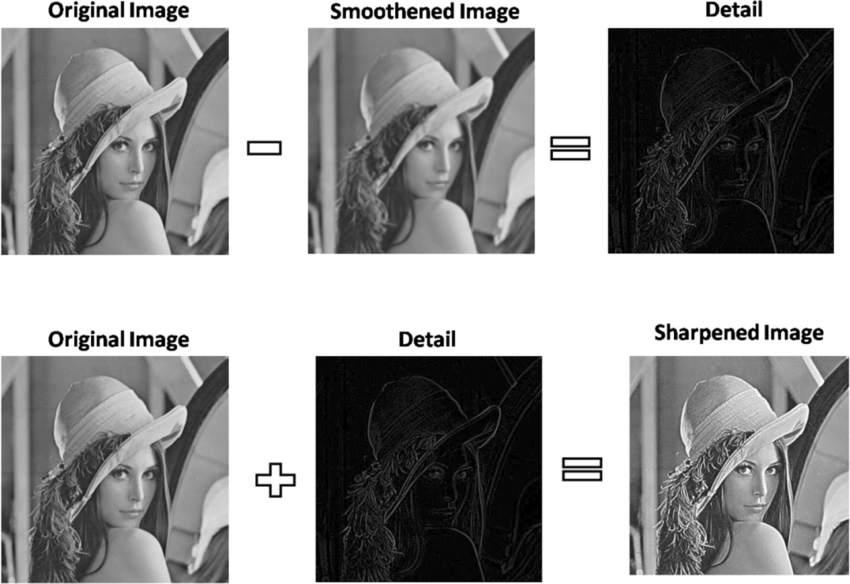 Original Image
Smoothened Image
Detail
Original Image
Detail
Sharpened Image